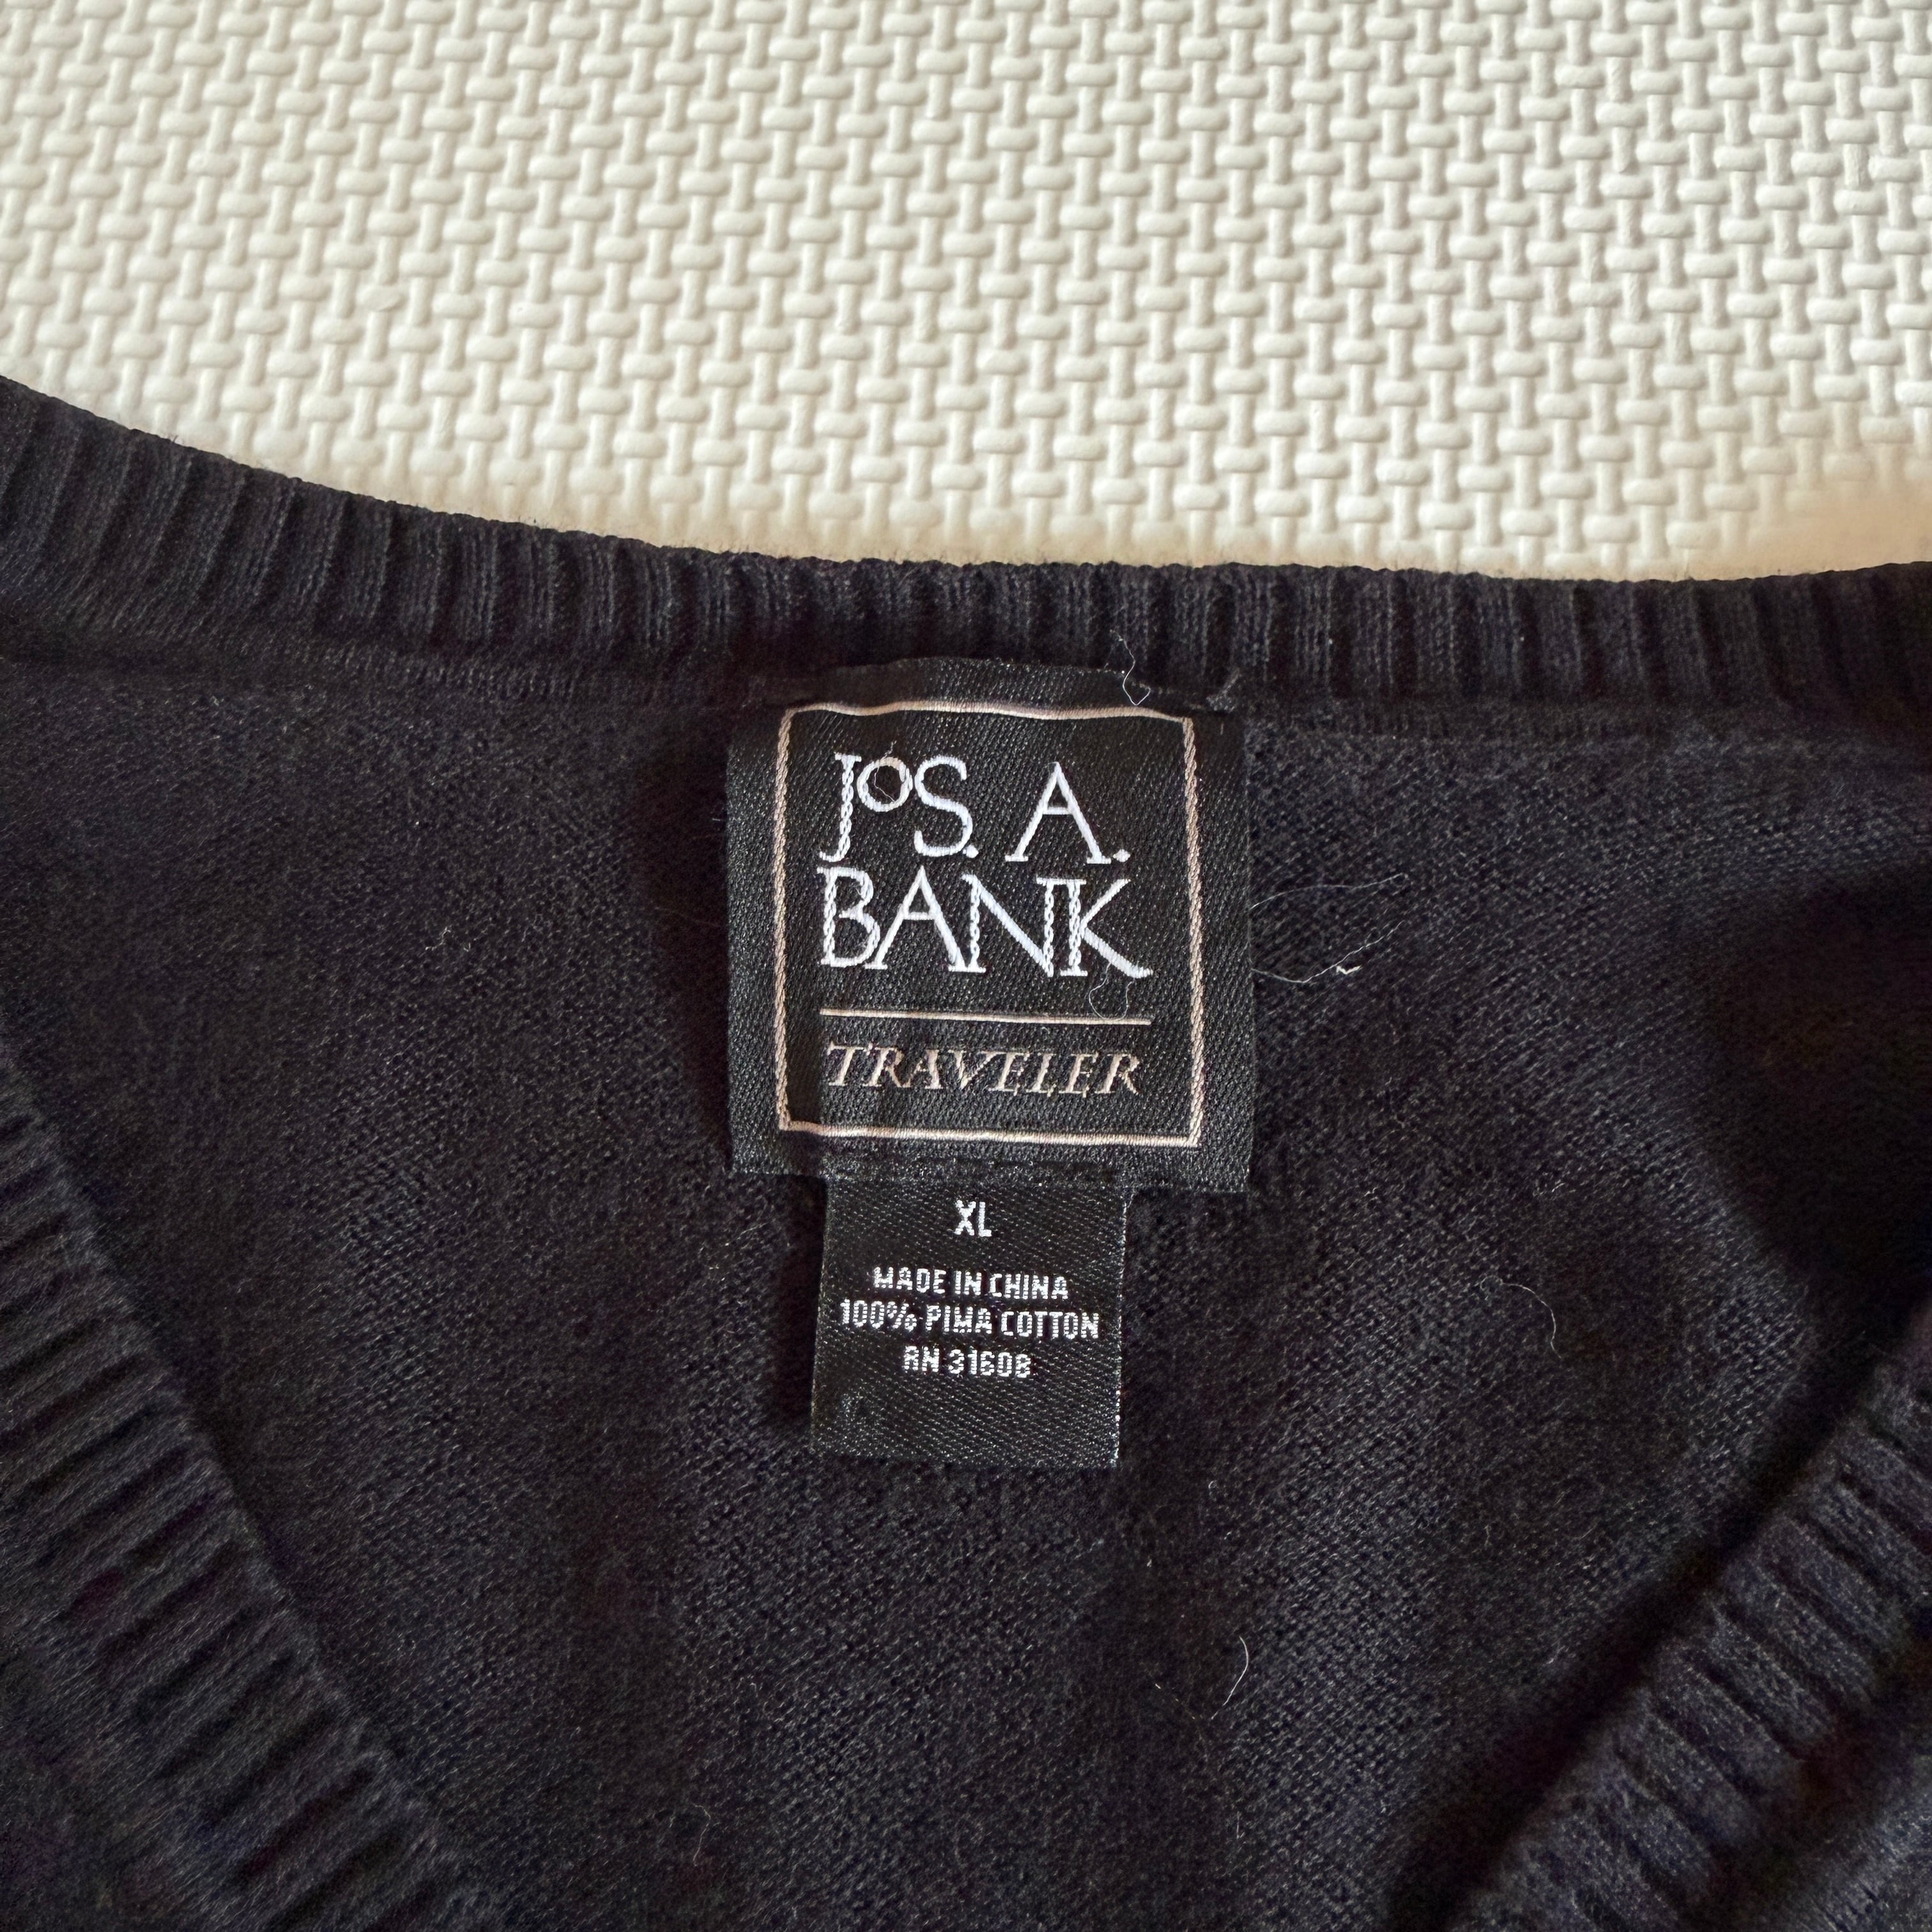 JOS. A.
BANK
TRAVELER
XL
MADE IN CHINA
100% PIMA COTTON
RN 31608